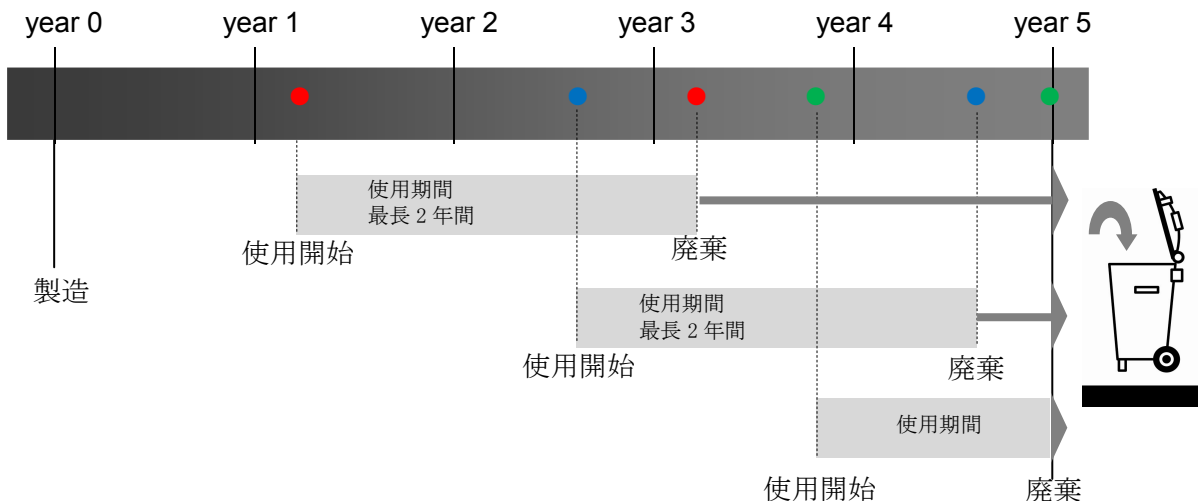 year 0
year 1
year 2
year 3
year 4
year 5
使用期間
最長 2 年間
使用開始
廃棄
製造
使用期間
最長 2 年間
使用開始
廃棄
使用期間
使用開始
廃棄